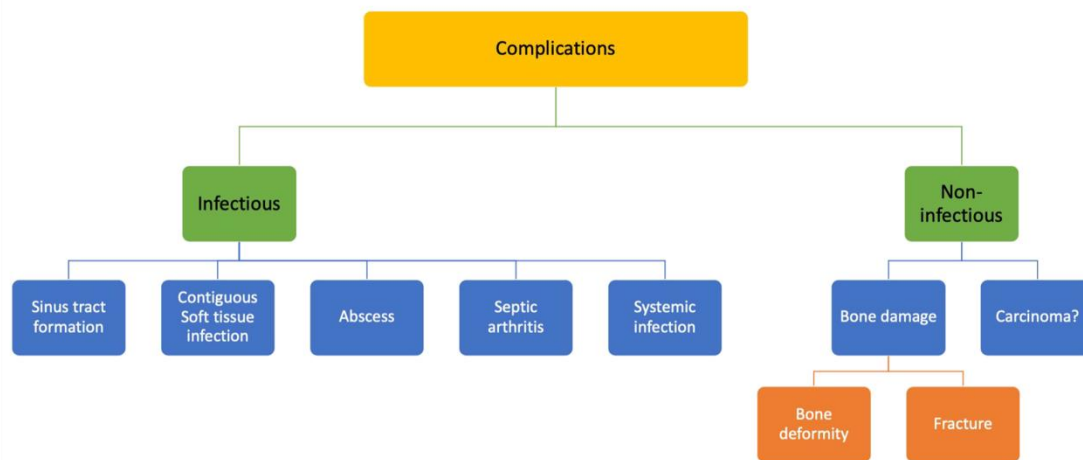 Complications
Infectious
Non-
infectious
Sinus tract
formation
Contiguous
Soft tissue
infection
Abscess
Septic
arthritis
Systemic
infection
Bone damage
Carcinoma?
Bone
deformity
Fracture